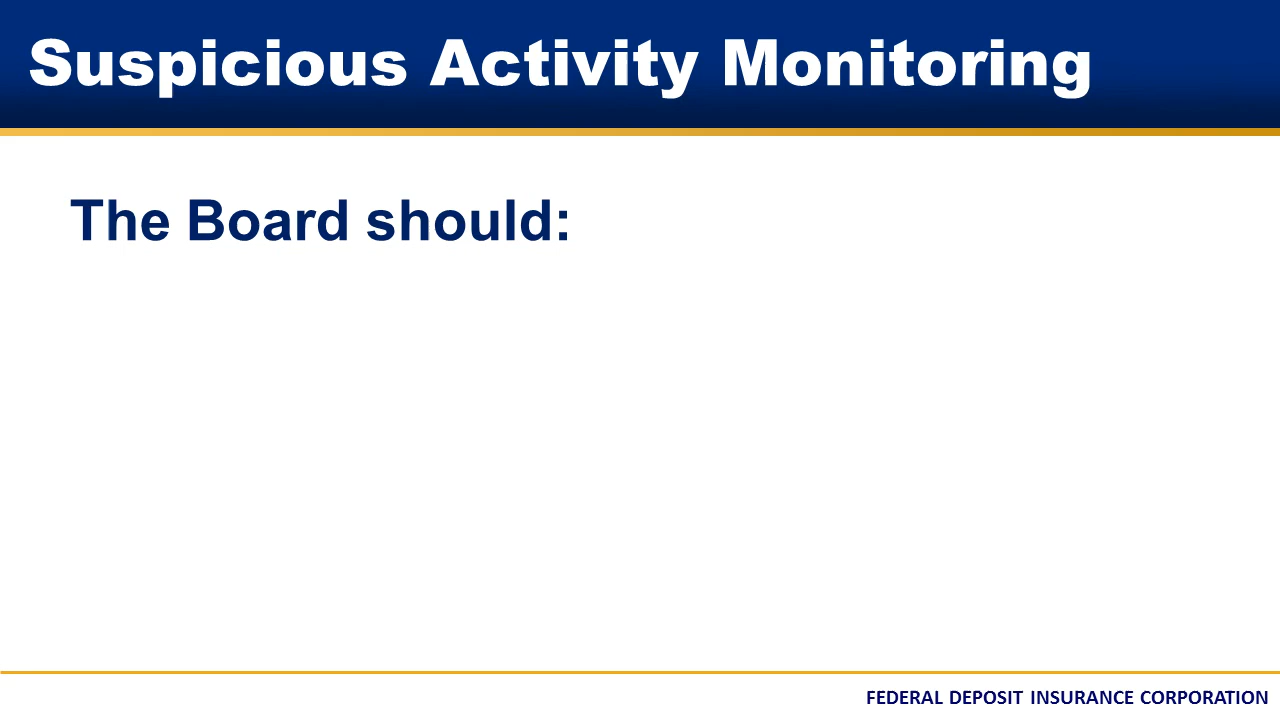 Suspicious Activity Monitoring
The Board should:
FEDERAL DEPOSIT INSURANCE CORPORATION